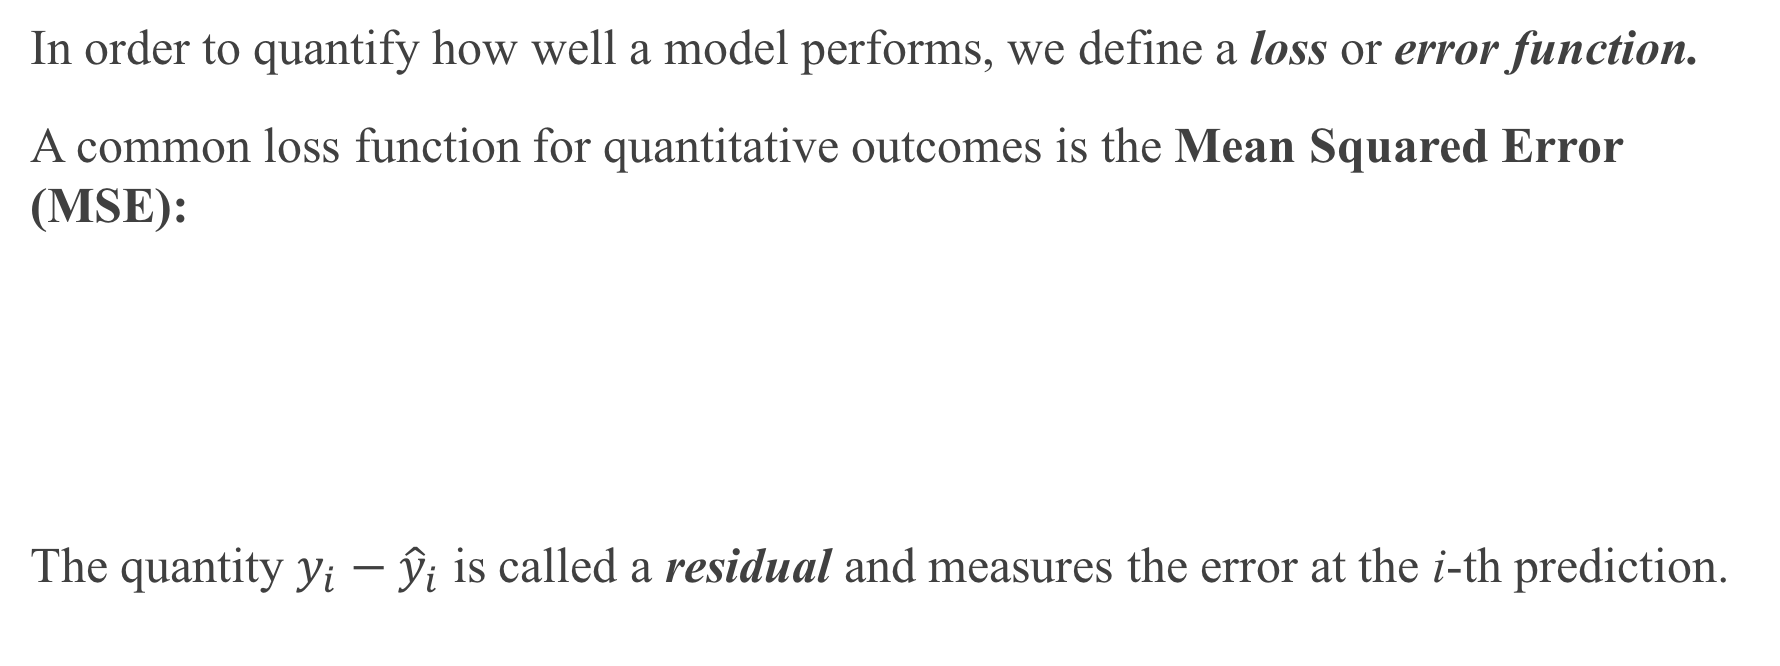 In order to quantify how well a model performs, we define a loss or error function.
A common loss function for quantitative outcomes is the Mean Squared Error
(MSE):
The quantity yᵢ − ŷᵢ is called a residual and measures the error at the i-th prediction.